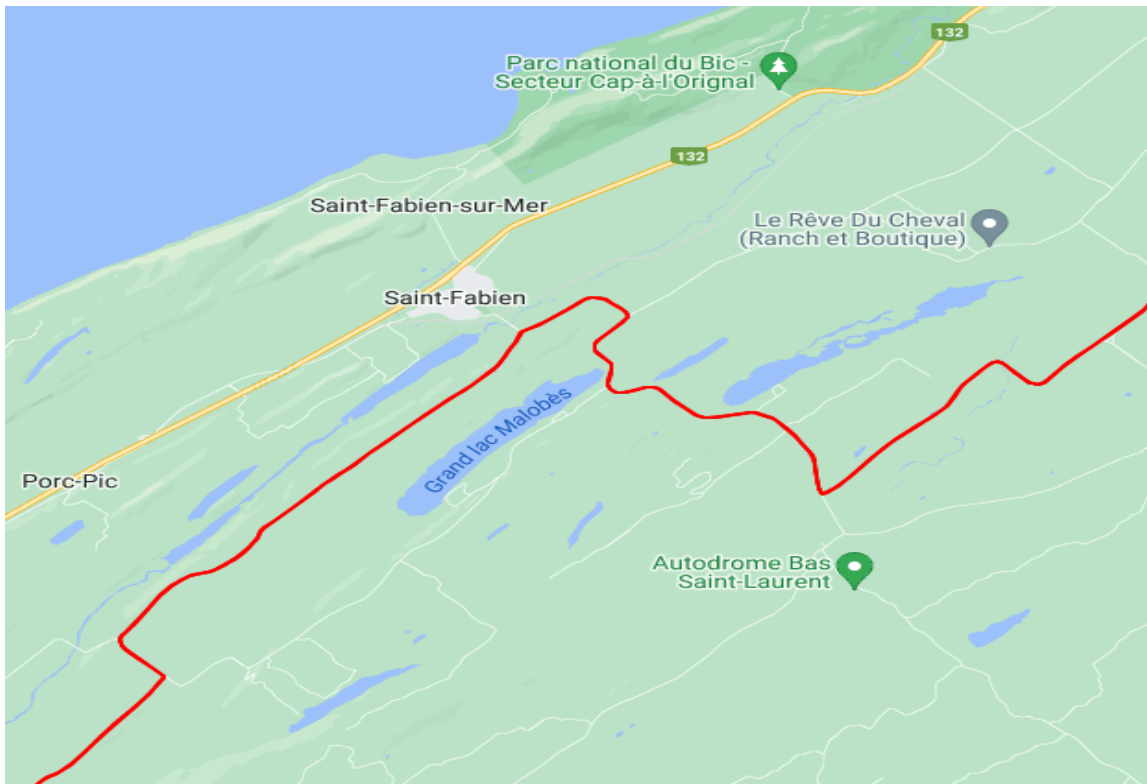 132
Parc national du Bic -
Secteur Cap-à-l'Orignal
132
Saint-Fabien-sur-Mer
Le Rêve Du Cheval
(Ranch et Boutique)
Saint-Fabien
Grand lac Malobès
Porc-Pic
Autodrome Bas
Saint-Laurent